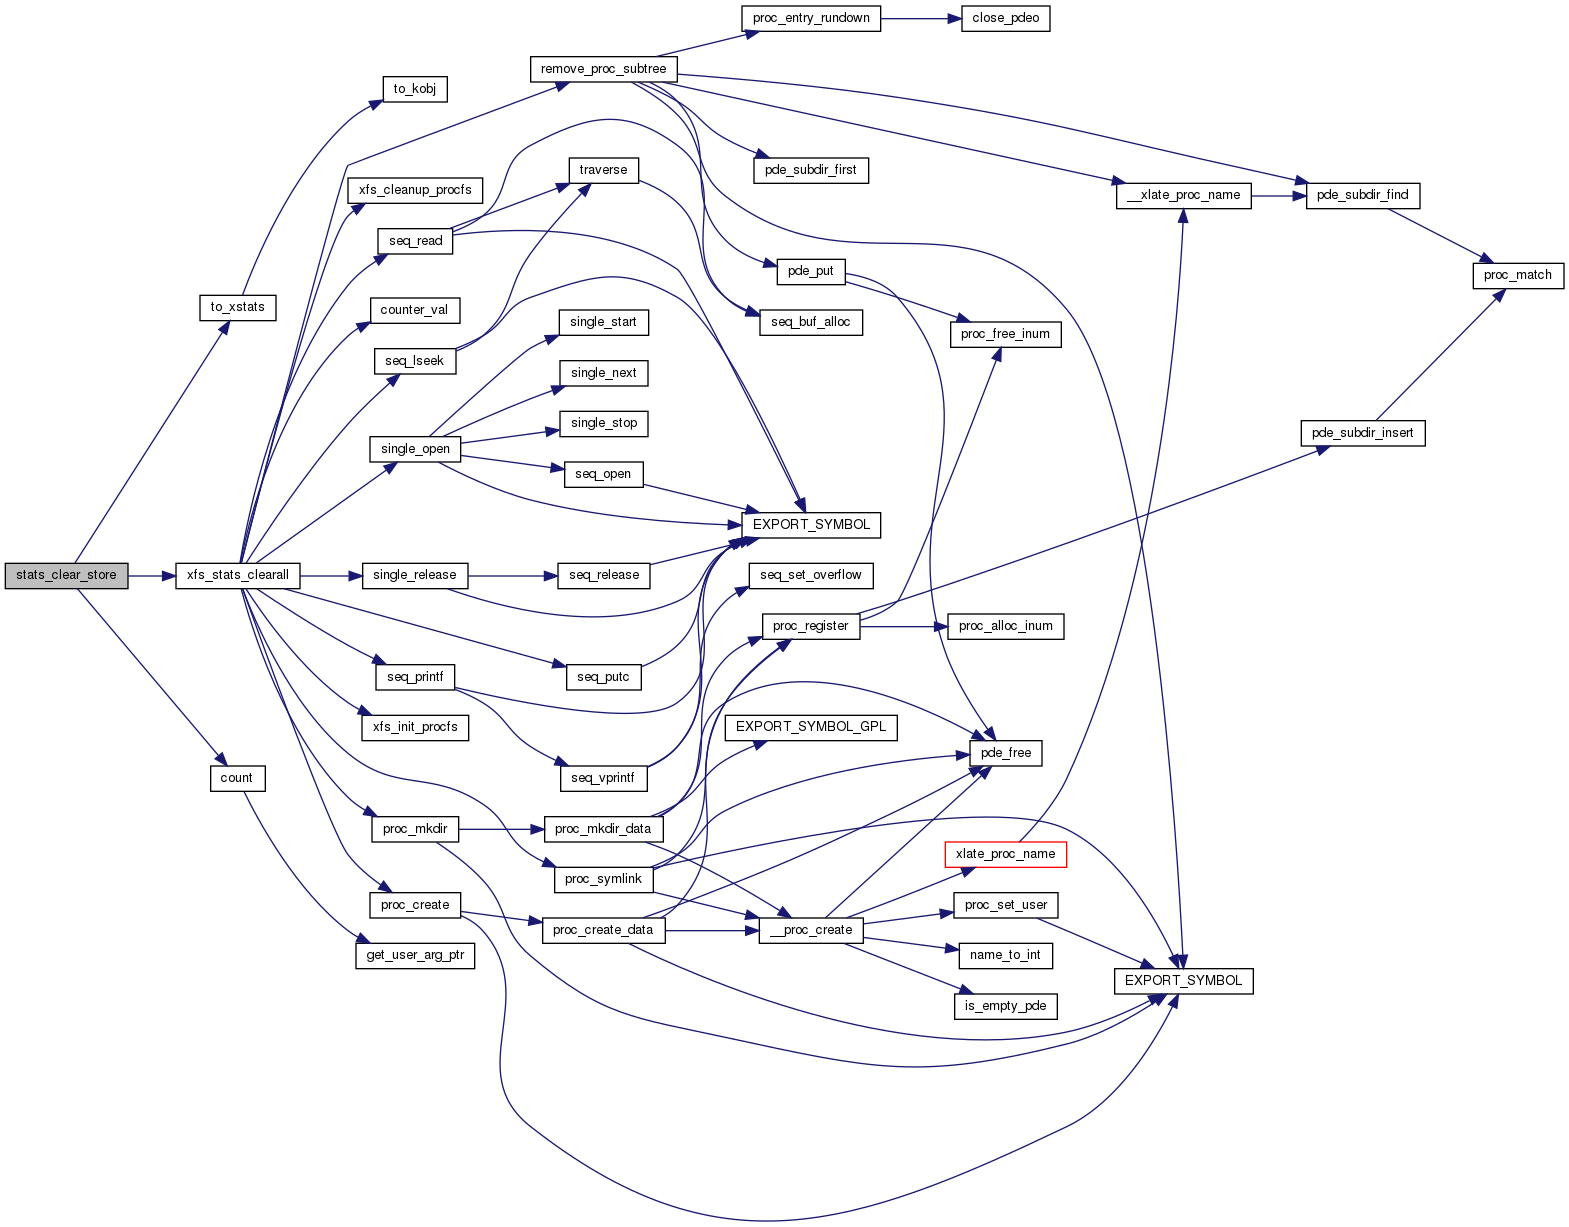 proc_entry_rundown
close_pdeo
remove_proc_subtree
to_kobj
traverse
pde_subdir_first
xfs_cleanup_procfs
__xlate_proc_name
pde_subdir_find
seq_read
pde_put
proc_match
to_xstats
counter_val
single_start
seq_buf_alloc
proc_free_inum
seq_lseek
single_next
single_stop
pde_subdir_insert
single_open
seq_open
EXPORT_SYMBOL
stats_clear_store
xfs_stats_clearall
single_release
seq_release
seq_set_overflow
proc_register
proc_alloc_inum
seq_printf
seq_putc
xfs_init_procfs
EXPORT_SYMBOL_GPL
pde_free
count
seq_vprintf
proc_mkdir
proc_mkdir_data
xlate_proc_name
proc_symlink
proc_create
proc_set_user
proc_create_data
__proc_create
get_user_arg_ptr
name_to_int
EXPORT_SYMBOL
is_empty_pde